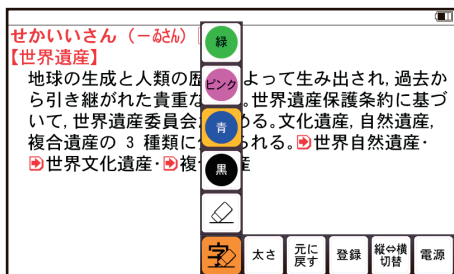 せかいいさん（－ゐさん）
【世界遺産】
地球の生成と人類の歴 よって生み出され, 過去か
ら引き継がれた貴重な 。世界遺産保護条約に基づ
いて, 世界遺産委員会 める。文化遺産, 自然遺産,
複合遺産の 3 種類に られる。世界自然遺産・
世界文化遺産・複 産
緑
ピンク
青
黒
字
太さ
元に
戻す
登録
縦⇔横
切替
電源